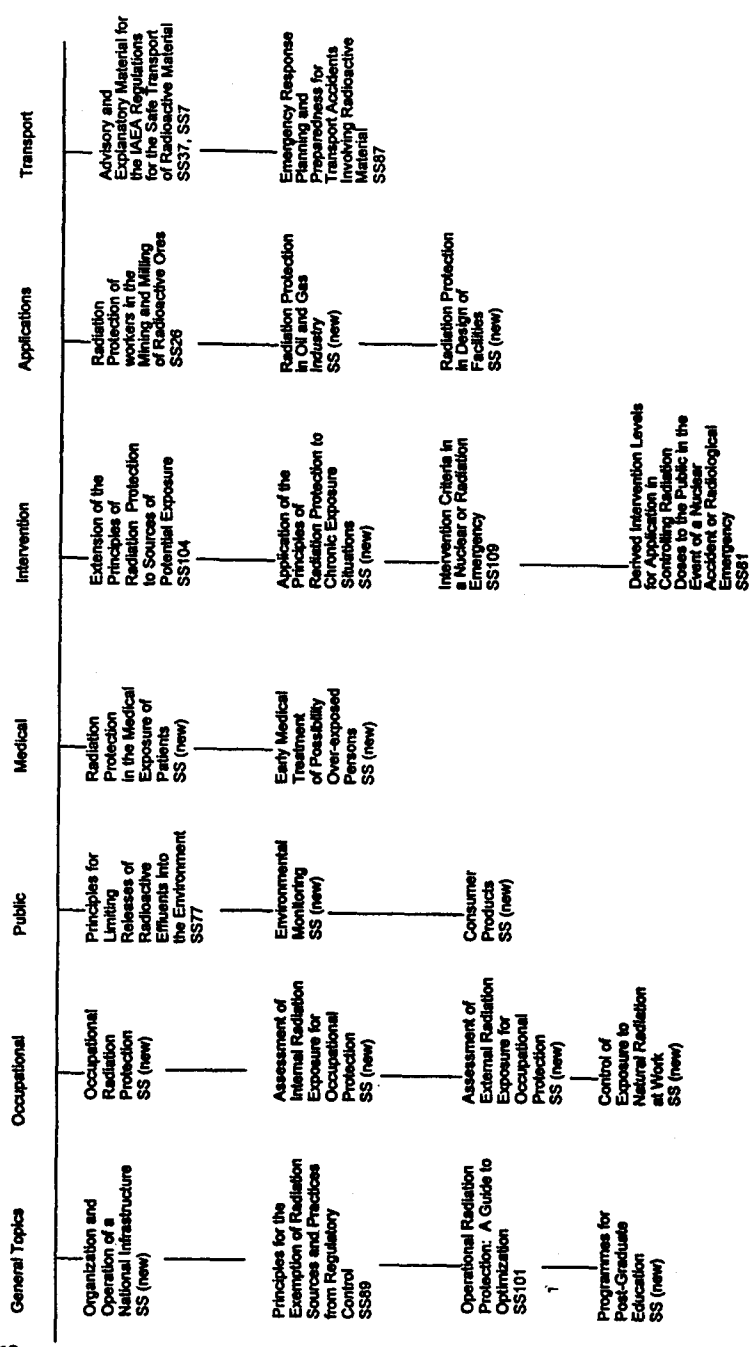 General Topics
Organization and
Operation of a
National Infrastructure
SS (new)
Principles for the
Exemption of Radiation
Sources and Practices
from Regulatory
Control
SS89
Operational Radiation
Protection: A Guide to
Optimization
SS101
Programmes for
Post-Graduate
Education
SS (new)
Occupational
Occupational
Radiation
Protection
SS (new)
Assessment of
Internal Radiation
Exposure for
Occupational
Protection
SS (new)
Assessment of
External Radiation
Exposure for
Occupational
Protection
SS (new)
Control of
Exposure to
Natural Radiation
at Work
SS (new)
Public
Principles for
Limiting
Releases of
Radioactive
Effluents into
the Environment
SS77
Environmental
Monitoring
SS (new)
Consumer
Products
SS (new)
Medical
Radiation
Protection
in the Medical
Exposure of
Patients
SS (new)
Early Medical
Treatment
of Possibility
Over-exposed
Persons
SS (new)
Intervention
Extension of the
Principles of
Radiation Protection
to Sources of
Potential Exposure
SS104
Application of the
Principles of
Radiation Protection to
Chronic Exposure
Situations
SS (new)
Intervention Criteria in
a Nuclear or Radiation
Emergency
SS109
Derived Intervention Levels
for Application in
Controlling Radiation
Doses to the Public in the
Event of a Nuclear
Accident or Radiological
Emergency
SS81
Applications
Radiation
Protection of
workers in the
Mining and Milling
of Radioactive Ores
SS26
Radiation Protection
in Oil and Gas
Industry
SS (new)
Radiation Protection
in Design of
Facilities
SS (new)
Transport
Advisory and
Explanatory Material for
the IAEA Regulations
for the Safe Transport
of Radioactive Material
SS37, SS7
Emergency Response
Planning and
Preparedness for
Transport Accidents
Involving Radioactive
Material
SS87